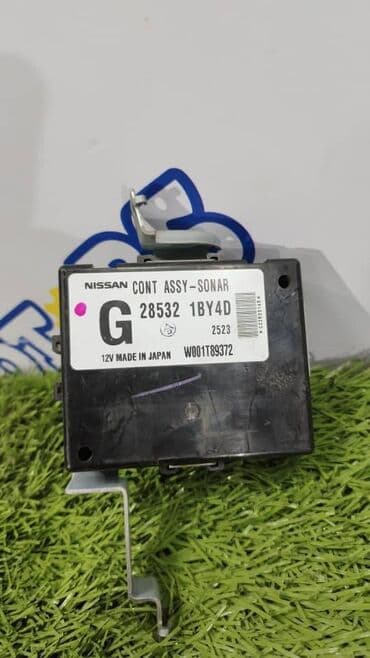 NISSAN CONT ASSY-SONAR
G 28532 1BY4D
2523
12V MADE IN JAPAN W001T89372